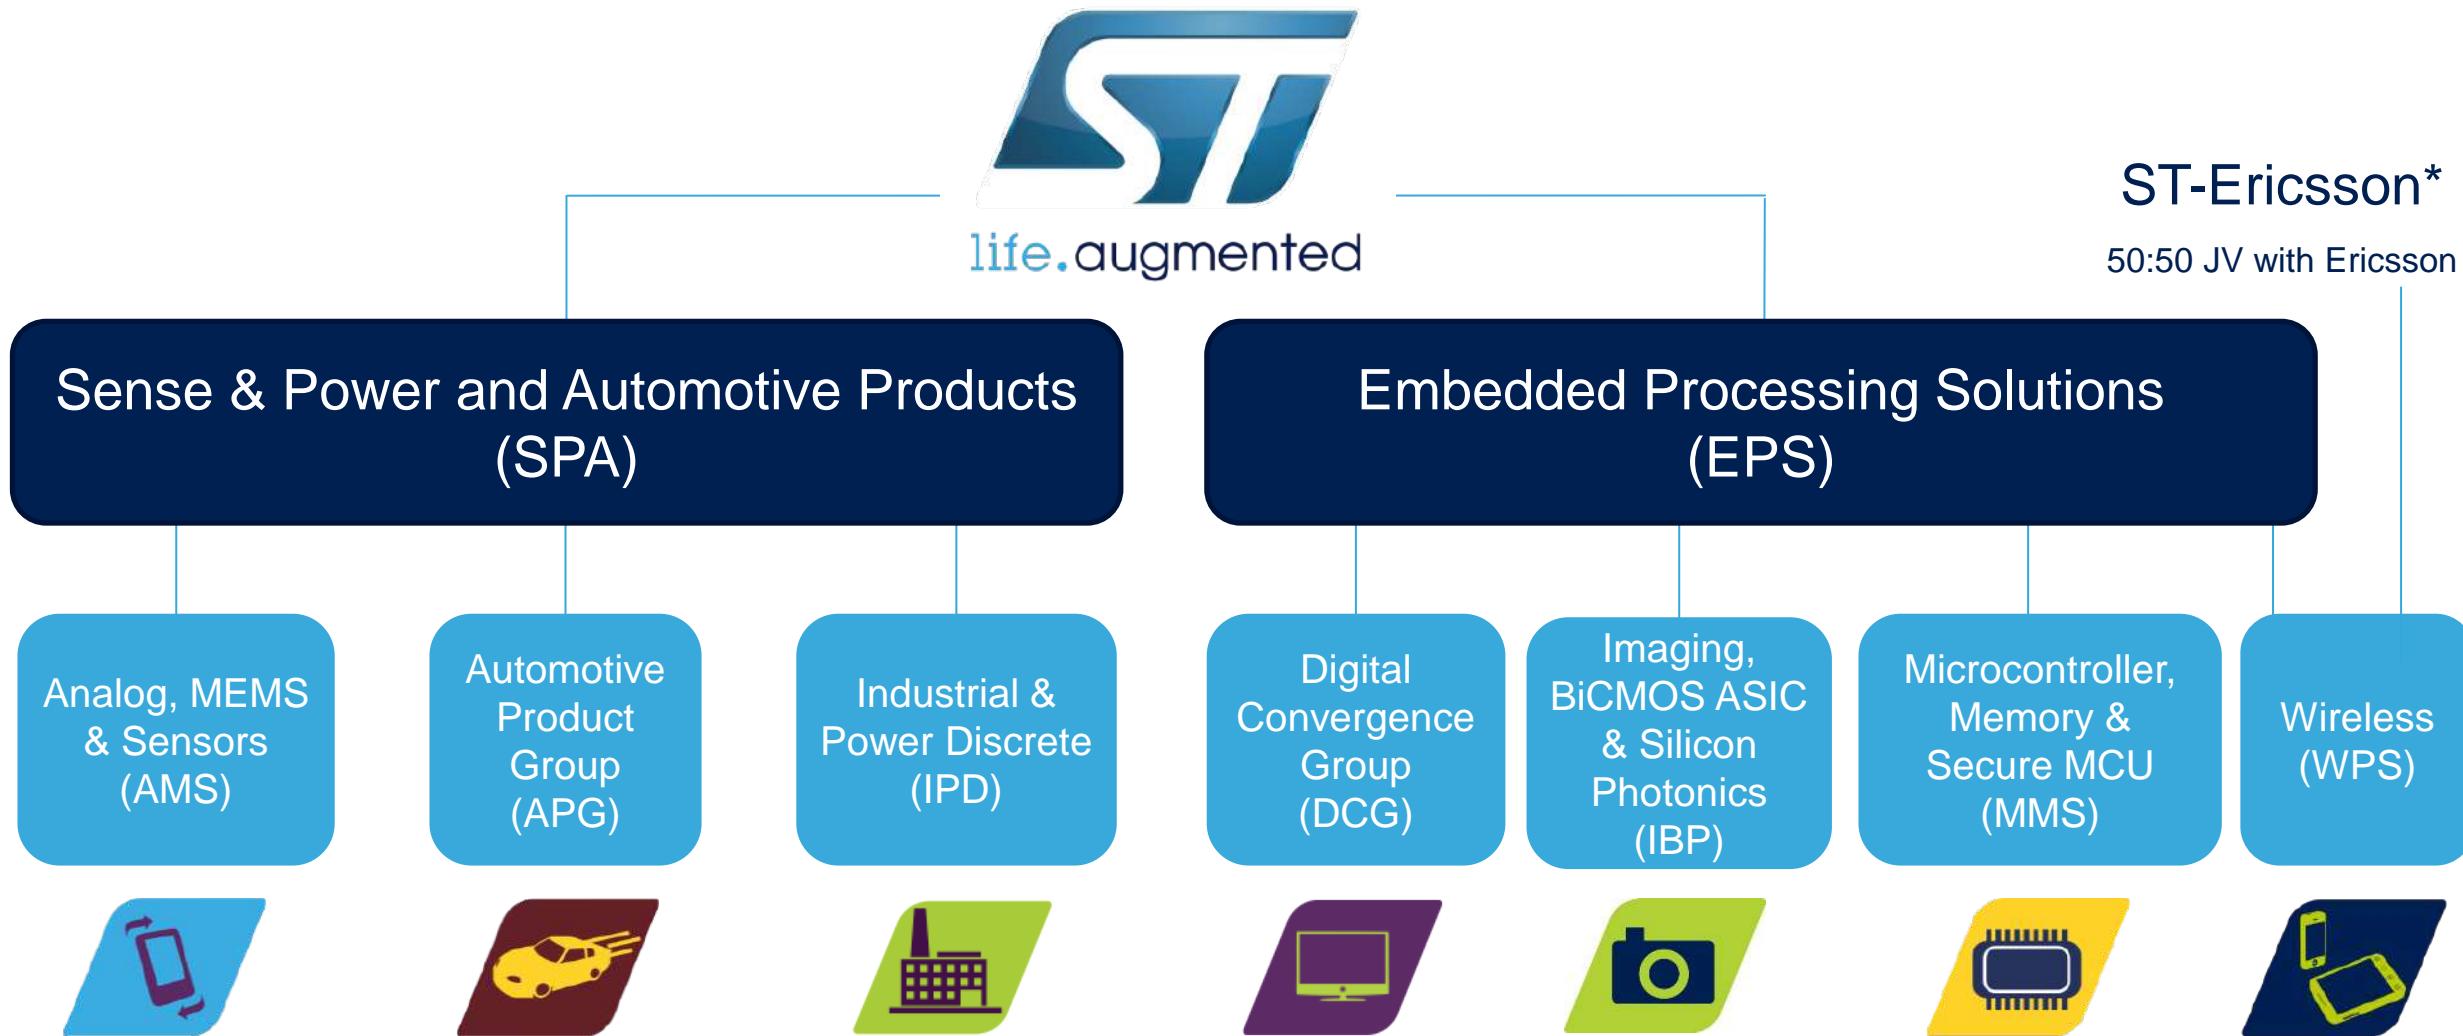 ST
life.augmented
ST-Ericsson*
50:50 JV with Ericsson
Sense & Power and Automotive Products
(SPA)
Embedded Processing Solutions
(EPS)
Analog, MEMS
& Sensors
(AMS)
Automotive
Product
Group
(APG)
Industrial &
Power Discrete
(IPD)
Digital
Convergence
Group
(DCG)
Imaging,
BiCMOS ASIC
& Silicon
Photonics
(IBP)
Microcontroller,
Memory &
Secure MCU
(MMS)
Wireless
(WPS)